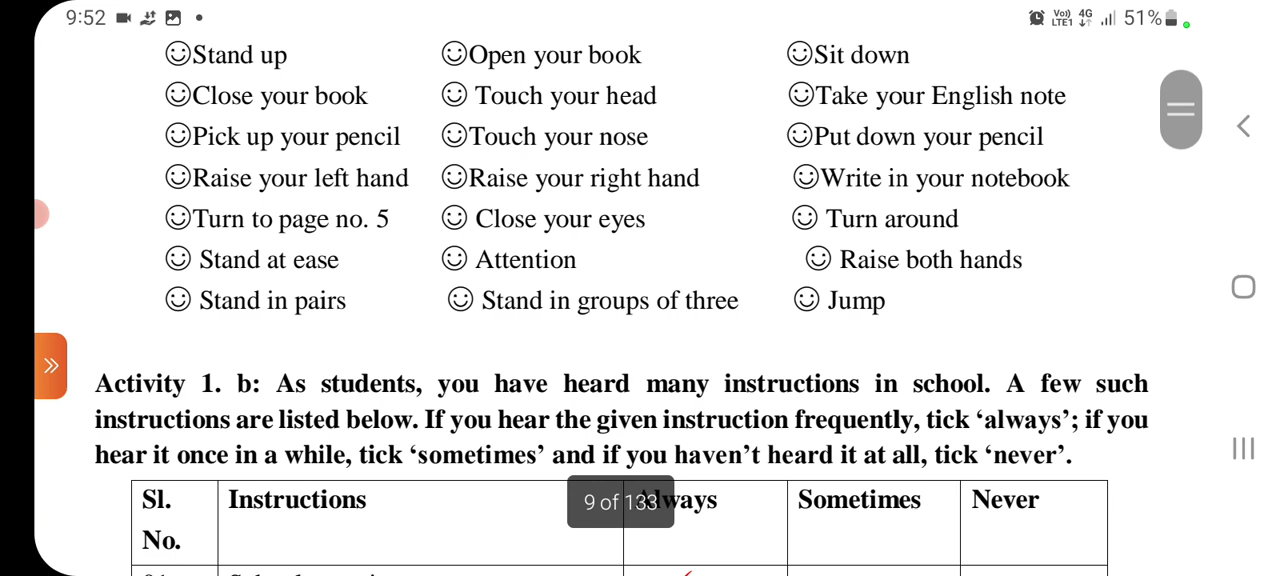 9:52 Vo)) LTE1 4G 51%
☺Stand up ☺Open your book ☺Sit down
☺Close your book ☺ Touch your head ☺Take your English note
☺Pick up your pencil ☺Touch your nose ☺Put down your pencil
☺Raise your left hand ☺Raise your right hand ☺Write in your notebook
☺Turn to page no. 5 ☺ Close your eyes ☺ Turn around
☺ Stand at ease ☺ Attention ☺ Raise both hands
☺ Stand in pairs ☺ Stand in groups of three ☺ Jump
Activity 1. b: As students, you have heard many instructions in school. A few such
instructions are listed below. If you hear the given instruction frequently, tick ‘always’; if you
hear it once in a while, tick ‘sometimes’ and if you haven’t heard it at all, tick ‘never’.
Sl. Instructions Always Sometimes Never
No.
9 of 138